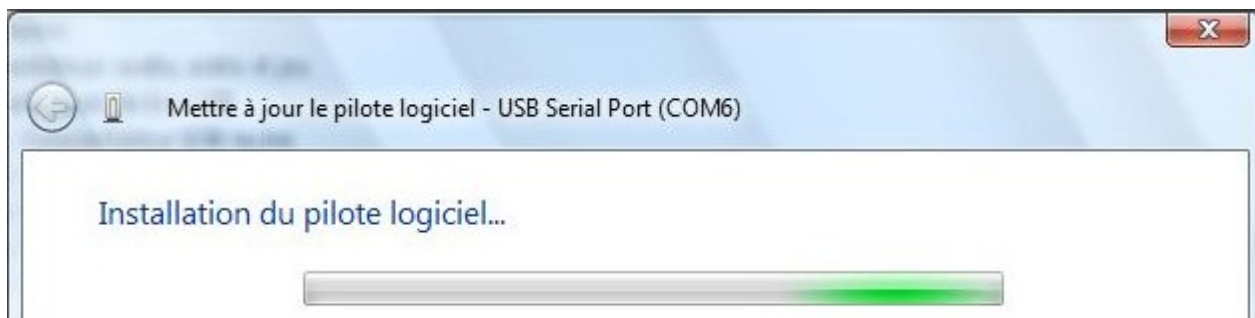 Mettre à jour le pilote logiciel - USB Serial Port (COM6)
Installation du pilote logiciel...